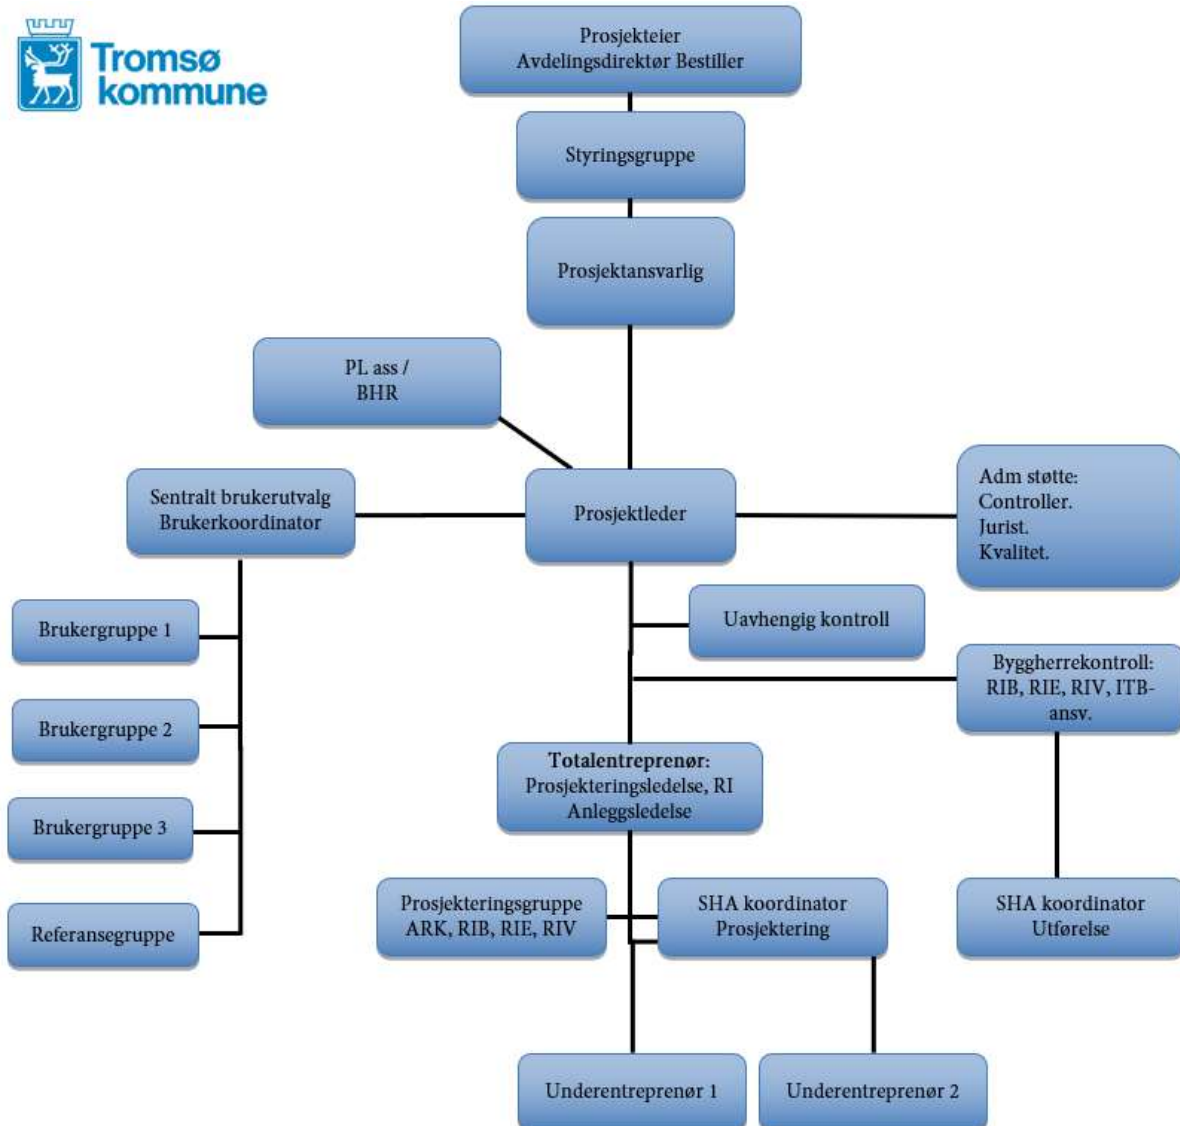 Tromsø
kommune
Prosjekteier
Avdelingsdirektør Bestiller
Styringsgruppe
Prosjektansvarlig
PL ass /
BHR
Sentralt brukerutvalg
Brukerkoordinator
Prosjektleder
Adm støtte:
Controller.
Jurist.
Kvalitet.
Brukergruppe 1
Brukergruppe 2
Brukergruppe 3
Referansegruppe
Uavhengig kontroll
Byggherrekontroll:
RIB, RIE, RIV, ITB-
ansv.
Totalentreprenør:
Prosjekteringsledelse, RI
Anleggsledelse
Prosjekteringsgruppe
ARK, RIB, RIE, RIV
SHA koordinator
Prosjektering
SHA koordinator
Utførelse
Underentreprenør 1
Underentreprenør 2